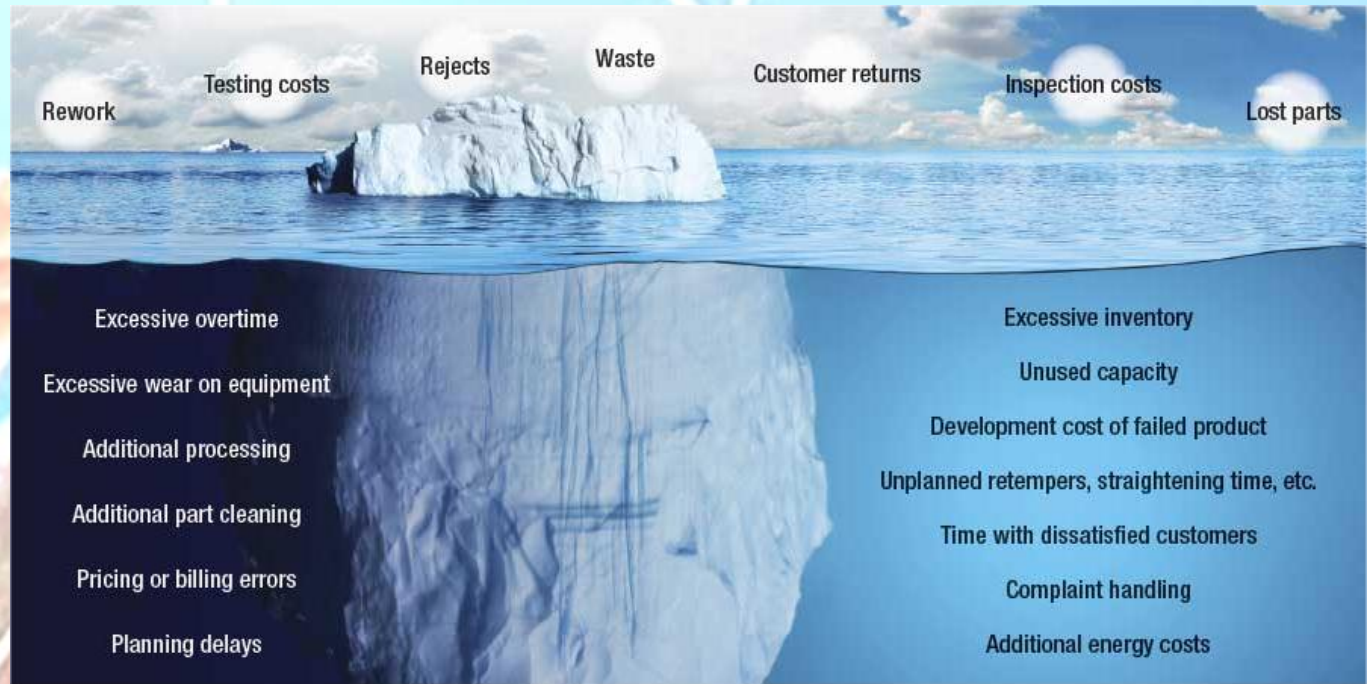 Rework
Testing costs
Rejects
Waste
Customer returns
Inspection costs
Lost parts
Excessive overtime
Excessive wear on equipment
Additional processing
Additional part cleaning
Pricing or billing errors
Planning delays
Excessive inventory
Unused capacity
Development cost of failed product
Unplanned retempers, straightening time, etc.
Time with dissatisfied customers
Complaint handling
Additional energy costs